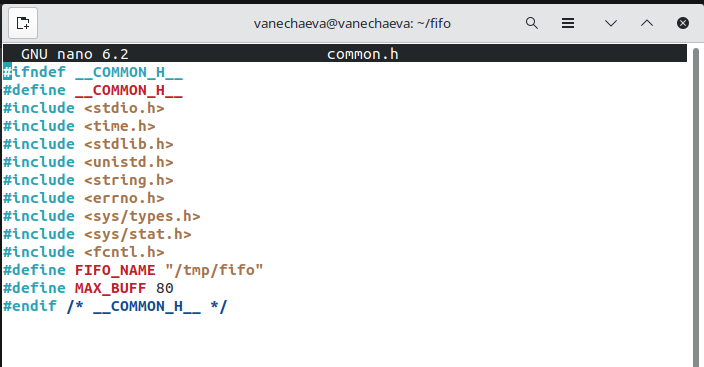 vanechaeva@vanechaeva: ~/fifo
GNU nano 6.2 common.h
#ifndef __COMMON_H__
#define __COMMON_H__
#include <stdio.h>
#include <time.h>
#include <stdlib.h>
#include <unistd.h>
#include <string.h>
#include <errno.h>
#include <sys/types.h>
#include <sys/stat.h>
#include <fcntl.h>
#define FIFO_NAME "/tmp/fifo"
#define MAX_BUFF 80
#endif /* __COMMON_H__ */